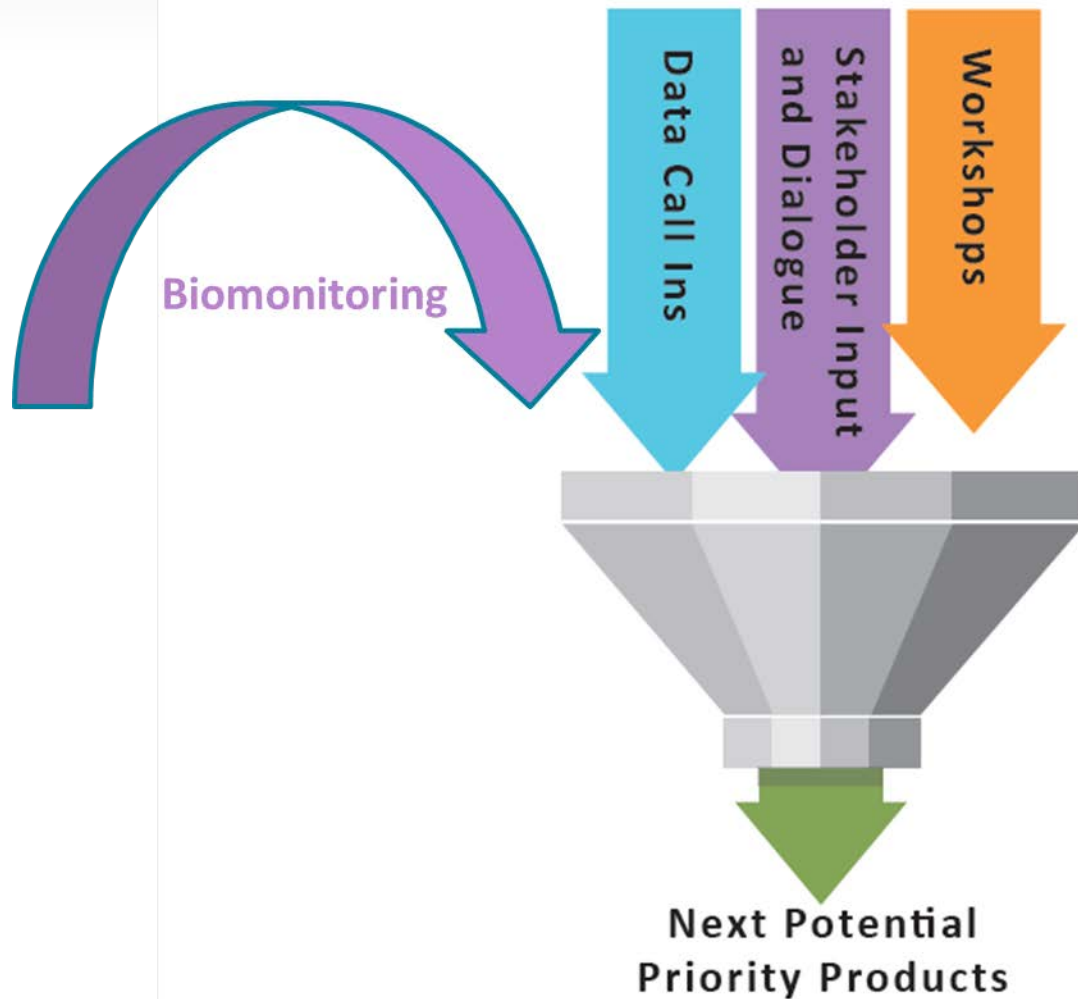 Biomonitoring
Data Call Ins
Stakeholder Input
and Dialogue
Workshops
Next Potential
Priority Products